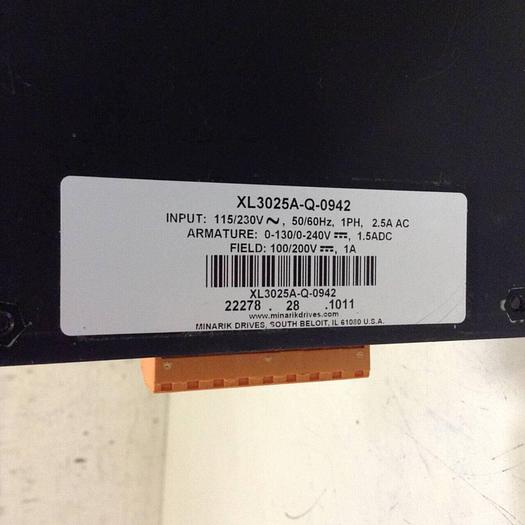 XL3025A-Q-0942
INPUT: 115/230V ∼, 50/60Hz, 1PH, 2.5A AC
ARMATURE: 0-130/0-240V ⎓, 1.5ADC
FIELD: 100/200V ⎓, 1A
XL3025A-Q-0942
22278 . 28 .1011
www.minarikdrives.com
MINARIK DRIVES, SOUTH BELOIT, IL 61080 U.S.A.